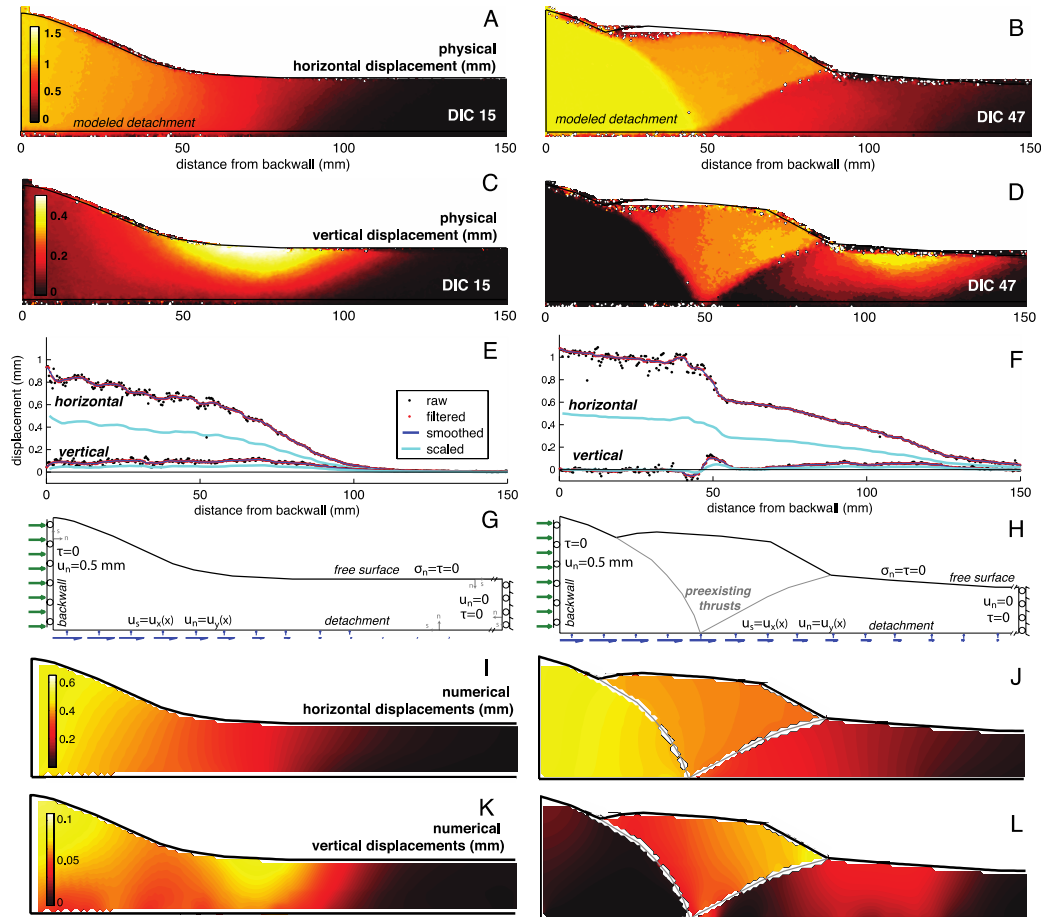 A
1.5
1
0.5
0
physical
horizontal displacement (mm)
modeled detachment
DIC 15
0
50
100
150
distance from backwall (mm)
B
modeled detachment
DIC 47
0
50
100
150
distance from backwall (mm)
C
0.4
0.2
0
physical
vertical displacement (mm)
DIC 15
0
50
100
150
D
DIC 47
0
50
100
150
E
displacement (mm)
1
0.8
0.6
0.4
0.2
0
horizontal
vertical
raw
filtered
smoothed
scaled
0
50
100
150
distance from backwall (mm)
F
1
0.8
0.6
0.4
0.2
0
horizontal
vertical
0
50
100
150
distance from backwall (mm)
G
s
n
τ=0
uₙ=0.5 mm
backwall
free surface
σₙ=τ=0
s
n
uₙ=0
τ=0
n
s
uₛ=uₓ(x)
uₙ=uᵧ(x)
detachment
n
s
H
τ=0
uₙ=0.5 mm
backwall
preexisting
thrusts
σₙ=τ=0
free surface
uₙ=0
τ=0
uₛ=uₓ(x)
uₙ=uᵧ(x)
detachment
I
0.6
0.4
0.2
numerical
horizontal displacements (mm)
J
K
0.1
0.05
0
numerical
vertical displacements (mm)
L